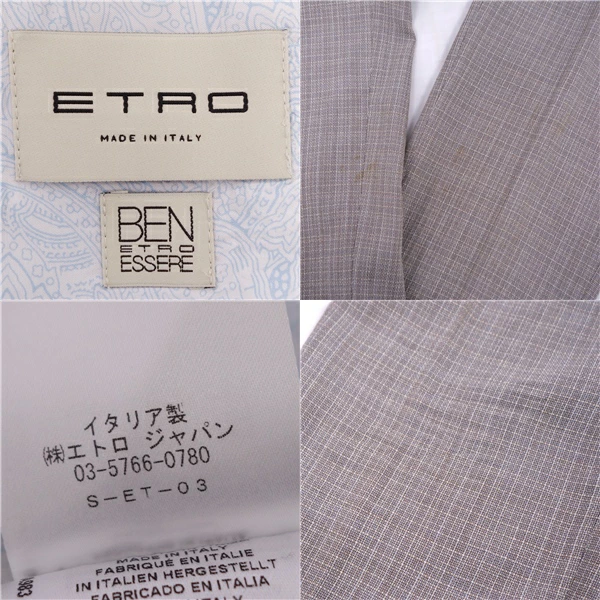 ETRO
MADE IN ITALY
BEN
ETRO
ESSERE
イタリア製
㈱エトロ ジャパン
03-5766-0780
S-ET-03
MADE IN ITALY
FABRIQUÉ EN ITALIE
IN ITALIEN HERGESTELLT
FABRICADO EN ITALIA